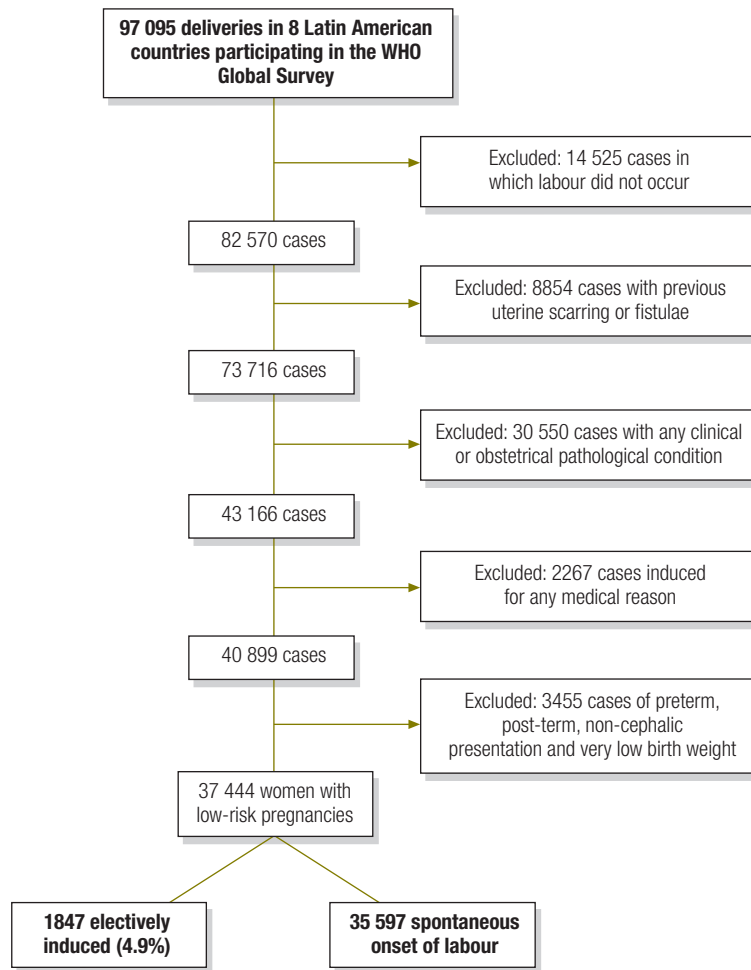 97 095 deliveries in 8 Latin American
countries participating in the WHO
Global Survey
Excluded: 14 525 cases in
which labour did not occur
82 570 cases
Excluded: 8854 cases with previous
uterine scarring or fistulae
73 716 cases
Excluded: 30 550 cases with any clinical
or obstetrical pathological condition
43 166 cases
Excluded: 2267 cases induced
for any medical reason
40 899 cases
Excluded: 3455 cases of preterm,
post-term, non-cephalic
presentation and very low birth weight
37 444 women with
low-risk pregnancies
1847 electively
induced (4.9%)
35 597 spontaneous
onset of labour